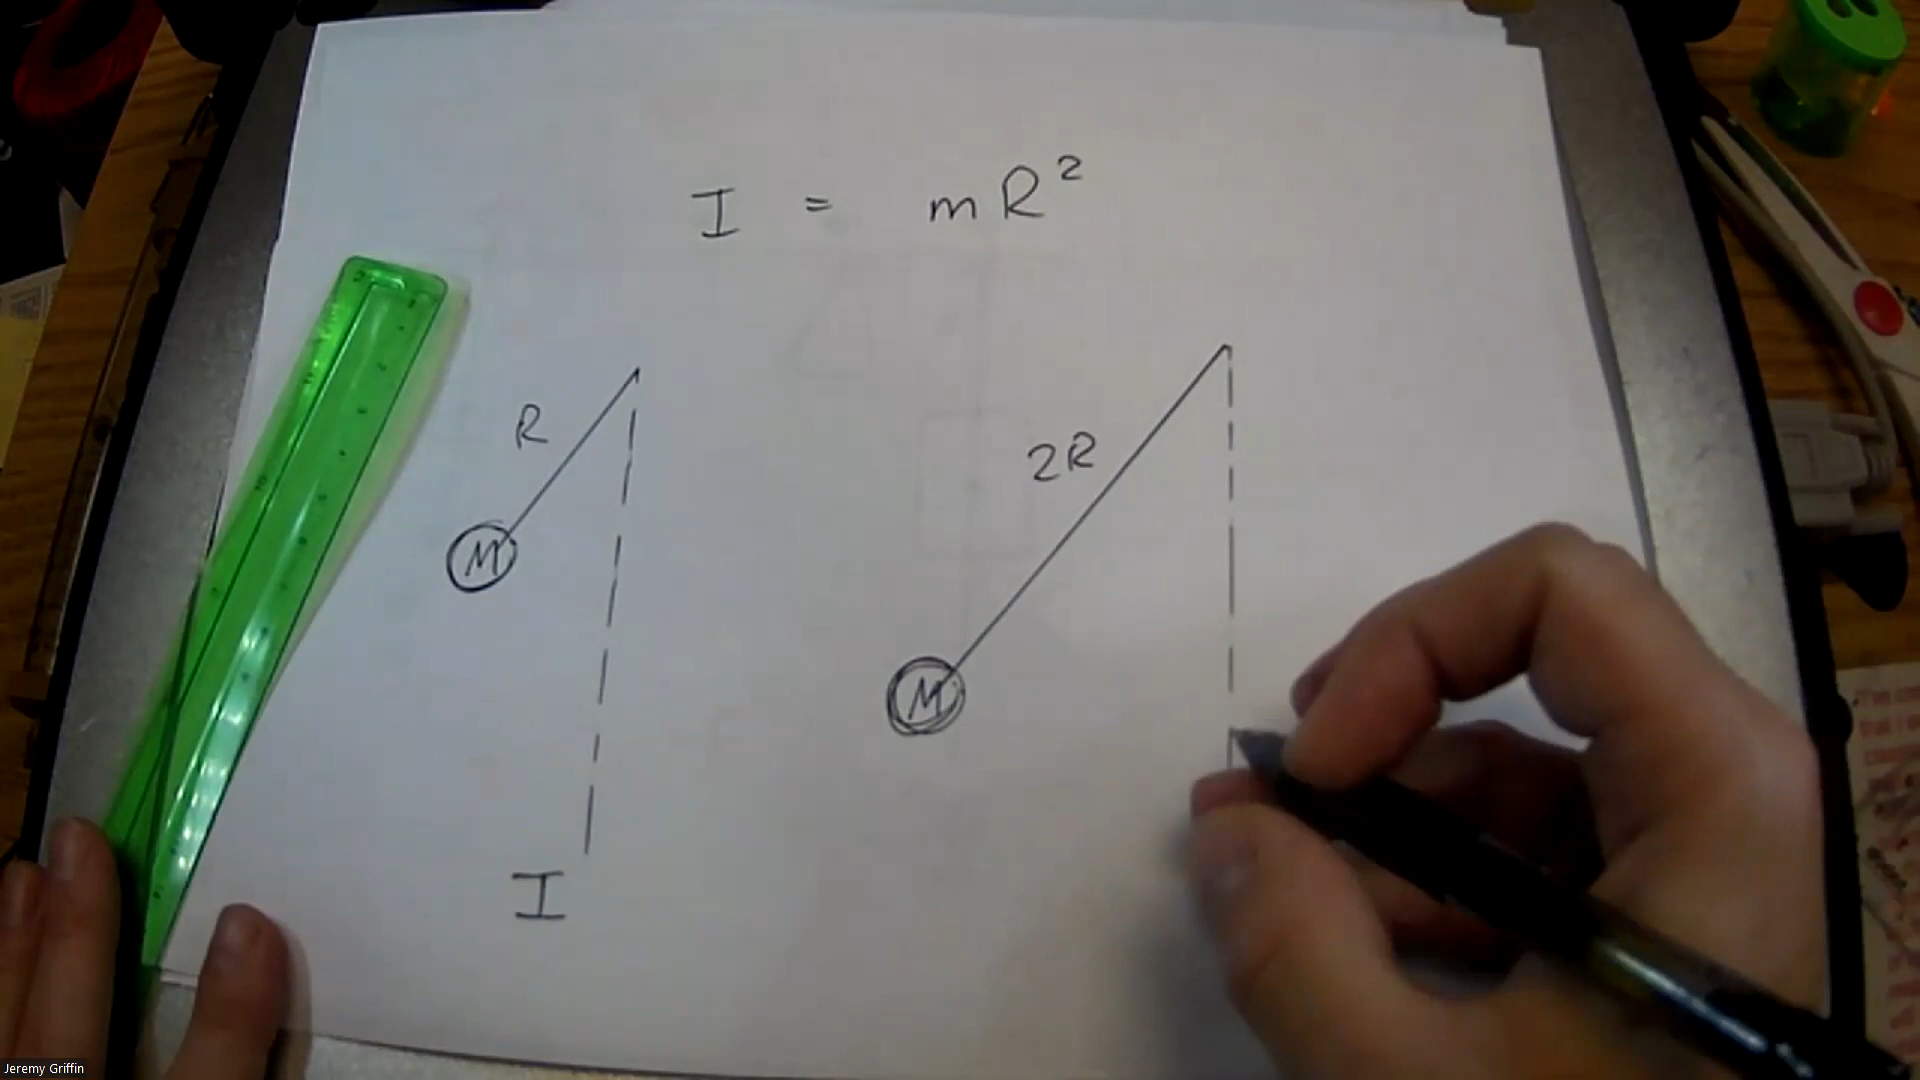 I = mR²
R
2R
M
M
I
Jeremy Griffin